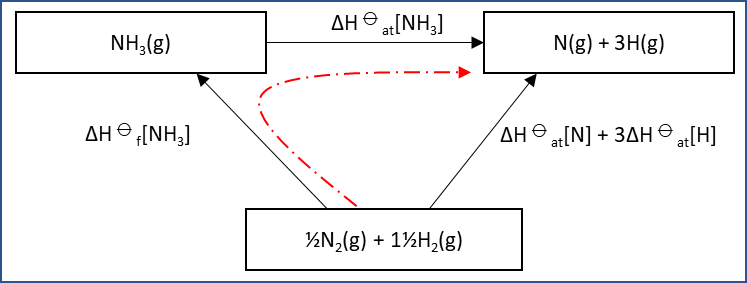 ΔH⊖at[NH₃]
NH₃(g)
N(g) + 3H(g)
ΔH⊖f[NH₃]
ΔH⊖at[N] + 3ΔH⊖at[H]
½N₂(g) + 1½H₂(g)